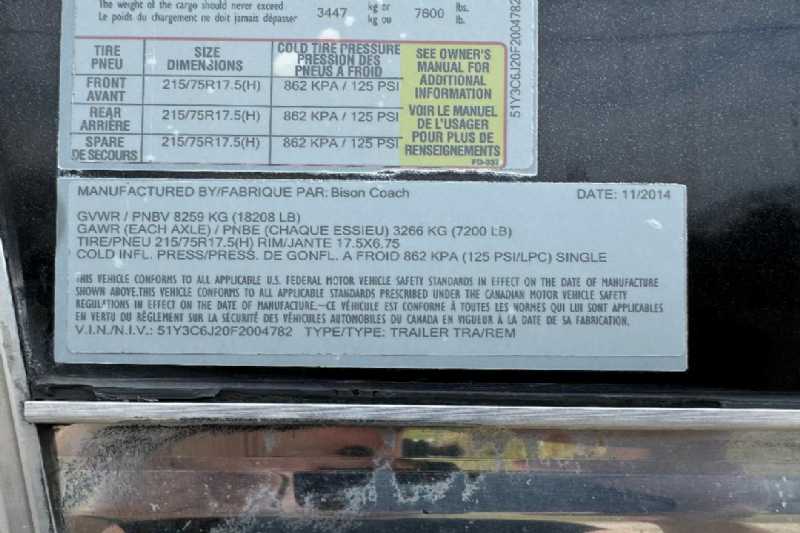 The weight of the cargo should never exceed
Le poids du chargement ne doit jamais dépasser
3447 kg or 7600 lbs.
kg ou lb.
TIRE SIZE COLD TIRE PRESSURE
PNEU DIMENSIONS PRESSION DES PNEUS A FROID
FRONT AVANT 215/75R17.5(H) 862 KPA / 125 PSI
REAR ARRIÈRE 215/75R17.5(H) 862 KPA / 125 PSI
SPARE DE SECOURS 215/75R17.5(H) 862 KPA / 125 PSI
SEE OWNER'S
MANUAL FOR
ADDITIONAL
INFORMATION
VOIR LE MANUEL
DE L'USAGER
POUR PLUS DE
RENSEIGNEMENTS
51Y3C6J20F2004782
MANUFACTURED BY/FABRIQUE PAR: Bison Coach DATE: 11/2014
GVWR / PNBV 8259 KG (18208 LB)
GAWR (EACH AXLE) / PNBE (CHAQUE ESSIEU) 3266 KG (7200 LB)
TIRE/PNEU 215/75R17.5(H) RIM/JANTE 17.5X6.75
COLD INFL. PRESS/PRESS. DE GONFL. A FROID 862 KPA (125 PSI/LPC) SINGLE
THIS VEHICLE CONFORMS TO ALL APPLICABLE U.S. FEDERAL MOTOR VEHICLE SAFETY STANDARDS IN EFFECT ON THE DATE OF MANUFACTURE
SHOWN ABOVE.THIS VEHICLE CONFORMS TO ALL APPLICABLE STANDARDS PRESCRIBED UNDER THE CANADIAN MOTOR VEHICLE SAFETY
REGULATIONS IN EFFECT ON THE DATE OF MANUFACTURE.–CE VÉHICULE EST CONFORME À TOUTES LES NORMES QUI LUI SONT APPLICABLES
EN VERTU DU RÈGLEMENT SUR LA SÉCURITÉ DES VÉHICULES AUTOMOBILES DU CANADA EN VIGUEUR À LA DATE DE SA FABRICATION.
V.I.N./N.I.V.: 51Y3C6J20F2004782 TYPE/TYPE: TRAILER TRA/REM